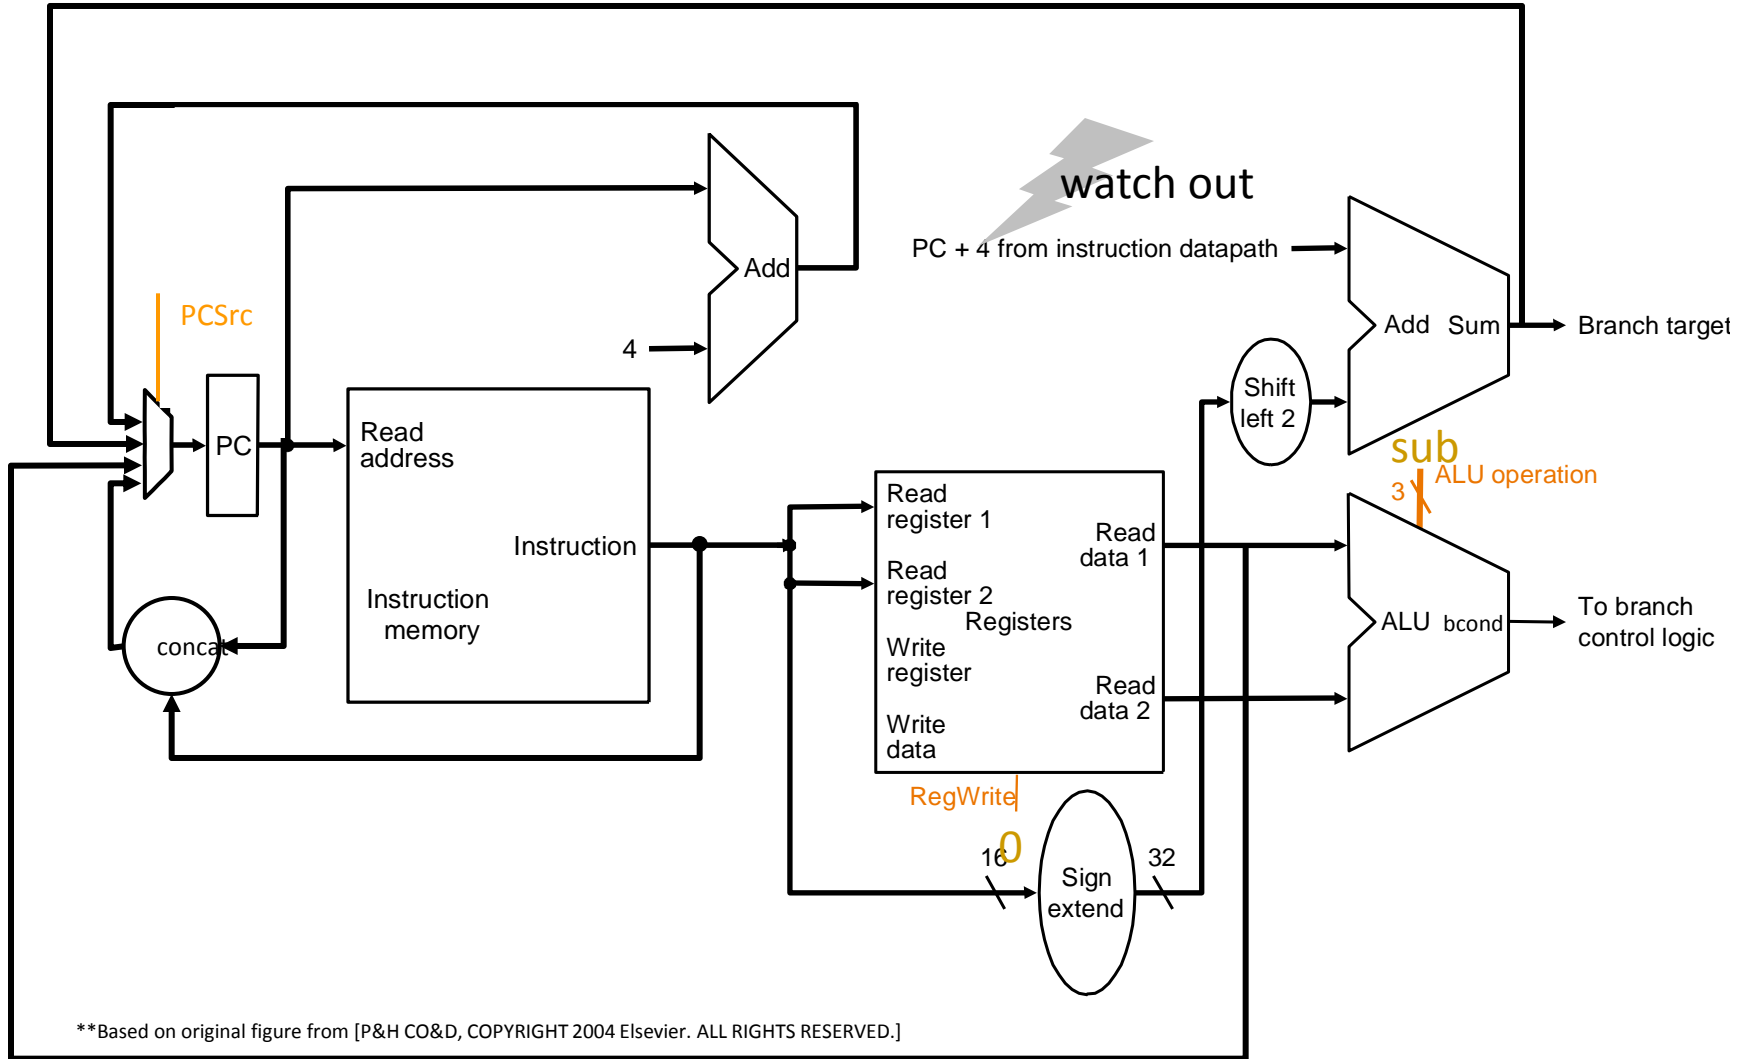 watch out
PC + 4 from instruction datapath
Add
PCSrc
4
Add
Sum
Branch target
Shift
left 2
PC
Read
address
sub
ALU operation
3
Read
register 1
Read
data 1
Instruction
Read
register 2
Registers
Instruction
memory
ALU
bcond
To branch
control logic
concat
Write
register
Read
data 2
Write
data
RegWrite
0
16
32
Sign
extend
**Based on original figure from [P&H CO&D, COPYRIGHT 2004 Elsevier. ALL RIGHTS RESERVED.]